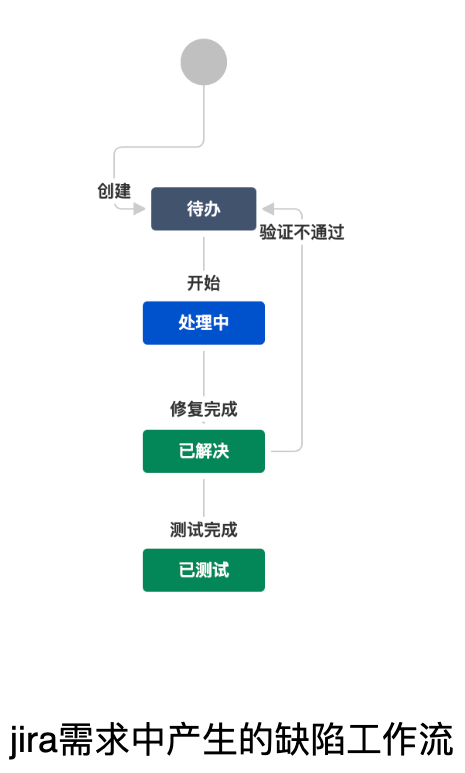 创建
待办
验证不通过
开始
处理中
修复完成
已解决
测试完成
已测试
jira需求中产生的缺陷工作流